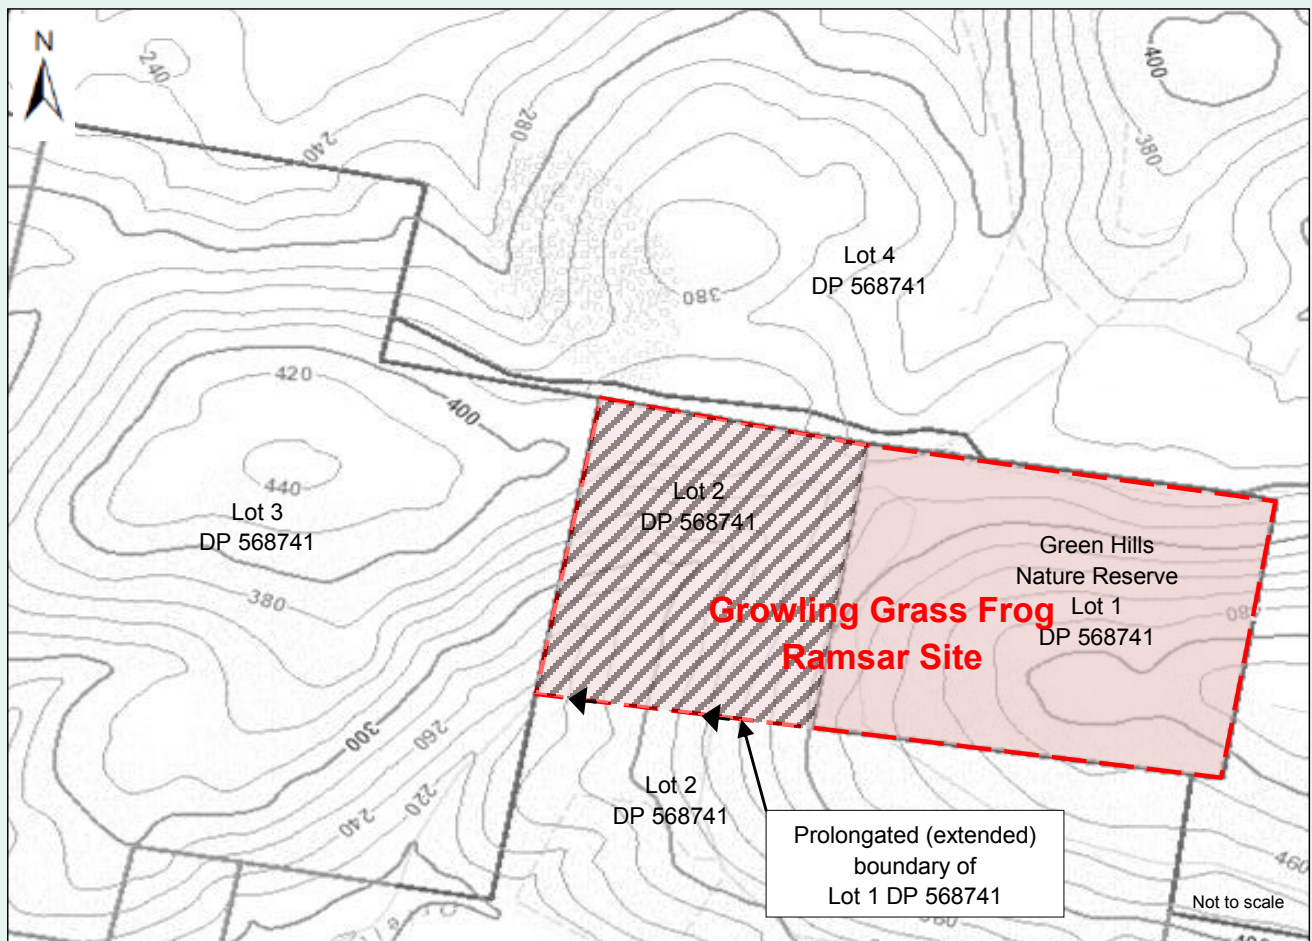 N
240
240
280
400
380
Lot 4
DP 568741
380
420
400
440
Lot 3
DP 568741
Lot 2
DP 568741
Green Hills
Nature Reserve
Lot 1
DP 568741
Growling Grass Frog
Ramsar Site
380
300
260
220
240
Lot 2
DP 568741
Prolongated (extended)
boundary of
Lot 1 DP 568741
460
Not to scale